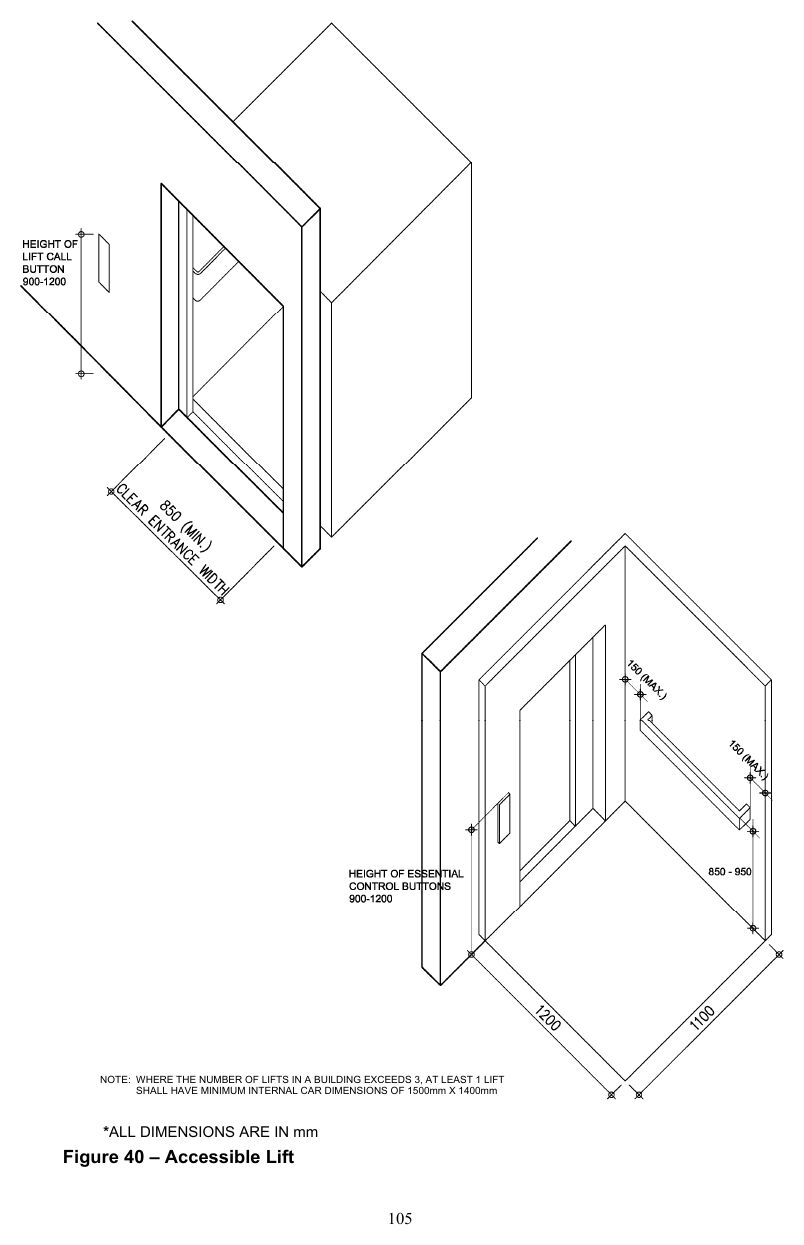 HEIGHT OF
LIFT CALL
BUTTON
900-1200
850 (MIN.)
CLEAR ENTRANCE WIDTH
150 (MAX.)
150 (MAX.)
HEIGHT OF ESSENTIAL
CONTROL BUTTONS
900-1200
850 - 950
1200
1100
NOTE: WHERE THE NUMBER OF LIFTS IN A BUILDING EXCEEDS 3, AT LEAST 1 LIFT
SHALL HAVE MINIMUM INTERNAL CAR DIMENSIONS OF 1500mm X 1400mm
*ALL DIMENSIONS ARE IN mm
Figure 40 – Accessible Lift
105